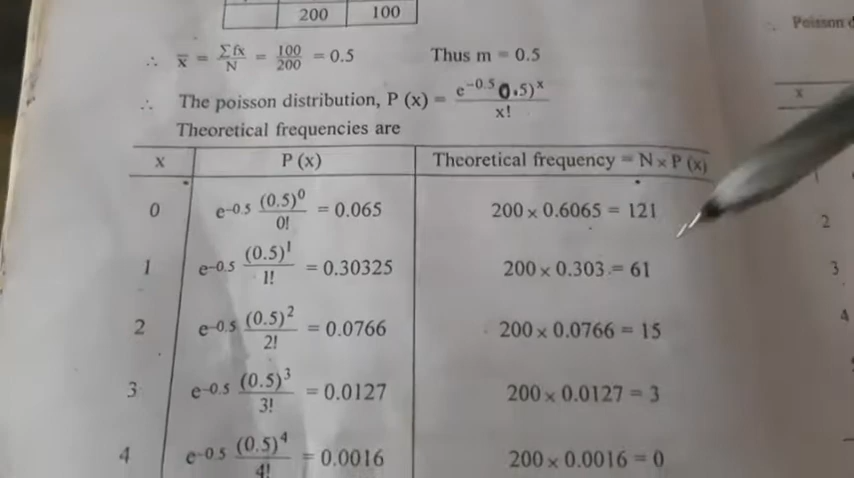 200 100
∴ x̄ = Σfx/N = 100/200 = 0.5 Thus m = 0.5
∴ The poisson distribution, P (x) = e⁻⁰·⁵ 0.5)ˣ / x!
Theoretical frequencies are
x P (x) Theoretical frequency = N × P (x)
0 e⁻⁰·⁵ (0.5)⁰/0! = 0.065 200 × 0.6065 = 121
1 e⁻⁰·⁵ (0.5)¹/1! = 0.30325 200 × 0.303 = 61
2 e⁻⁰·⁵ (0.5)²/2! = 0.0766 200 × 0.0766 = 15
3 e⁻⁰·⁵ (0.5)³/3! = 0.0127 200 × 0.0127 = 3
4 e⁻⁰·⁵ (0.5)⁴/4! = 0.0016 200 × 0.0016 = 0
Poisson
x
1
2
3
4